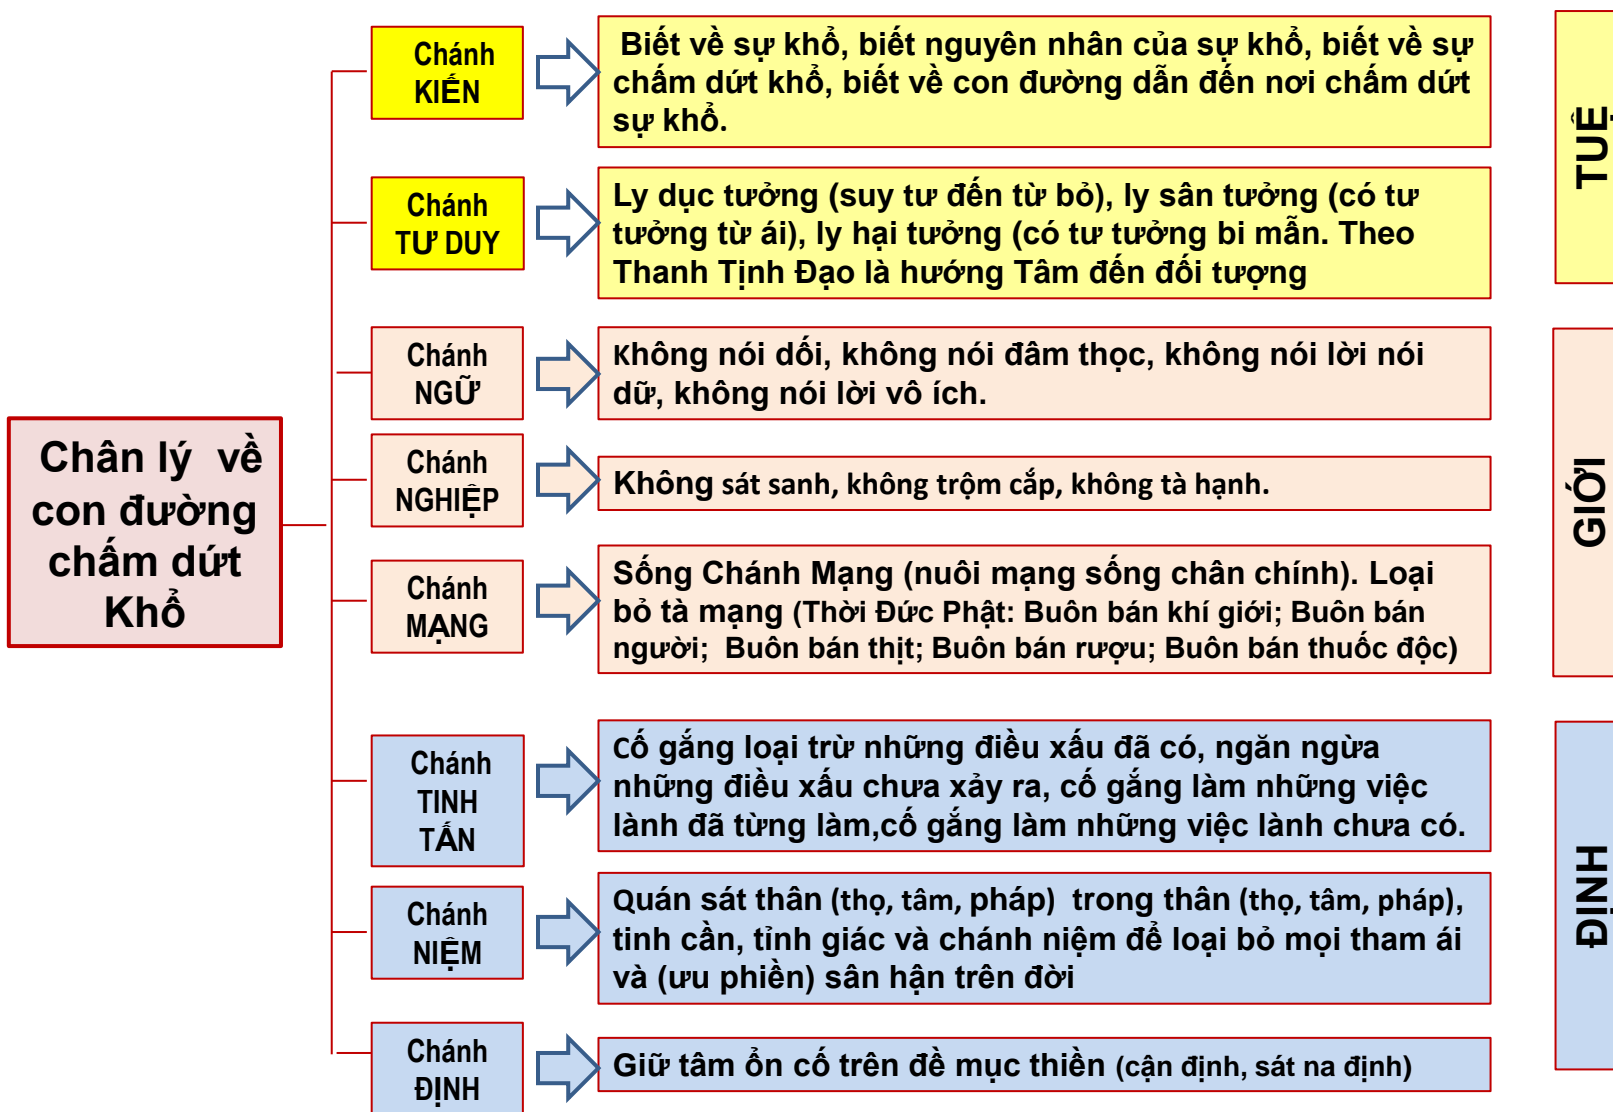 Chân lý về
con đường
chấm dứt
Khổ
Chánh
KIẾN
Biết về sự khổ, biết nguyên nhân của sự khổ, biết về sự
chấm dứt khổ, biết về con đường dẫn đến nơi chấm dứt
sự khổ.
Chánh
TƯ DUY
Ly dục tưởng (suy tư đến từ bỏ), ly sân tưởng (có tư
tưởng từ ái), ly hại tưởng (có tư tưởng bi mẫn. Theo
Thanh Tịnh Đạo là hướng Tâm đến đối tượng
TUỆ
Chánh
NGỮ
Không nói dối, không nói đâm thọc, không nói lời nói
dữ, không nói lời vô ích.
Chánh
NGHIỆP
Không sát sanh, không trộm cắp, không tà hạnh.
Chánh
MẠNG
Sống Chánh Mạng (nuôi mạng sống chân chính). Loại
bỏ tà mạng (Thời Đức Phật: Buôn bán khí giới; Buôn bán
người; Buôn bán thịt; Buôn bán rượu; Buôn bán thuốc độc)
GIỚI
Chánh
TINH
TẤN
Cố gắng loại trừ những điều xấu đã có, ngăn ngừa
những điều xấu chưa xảy ra, cố gắng làm những việc
lành đã từng làm,cố gắng làm những việc lành chưa có.
Chánh
NIỆM
Quán sát thân (thọ, tâm, pháp) trong thân (thọ, tâm, pháp),
tinh cần, tỉnh giác và chánh niệm để loại bỏ mọi tham ái
và (ưu phiền) sân hận trên đời
Chánh
ĐỊNH
Giữ tâm ổn cố trên đề mục thiền (cận định, sát na định)
ĐỊNH